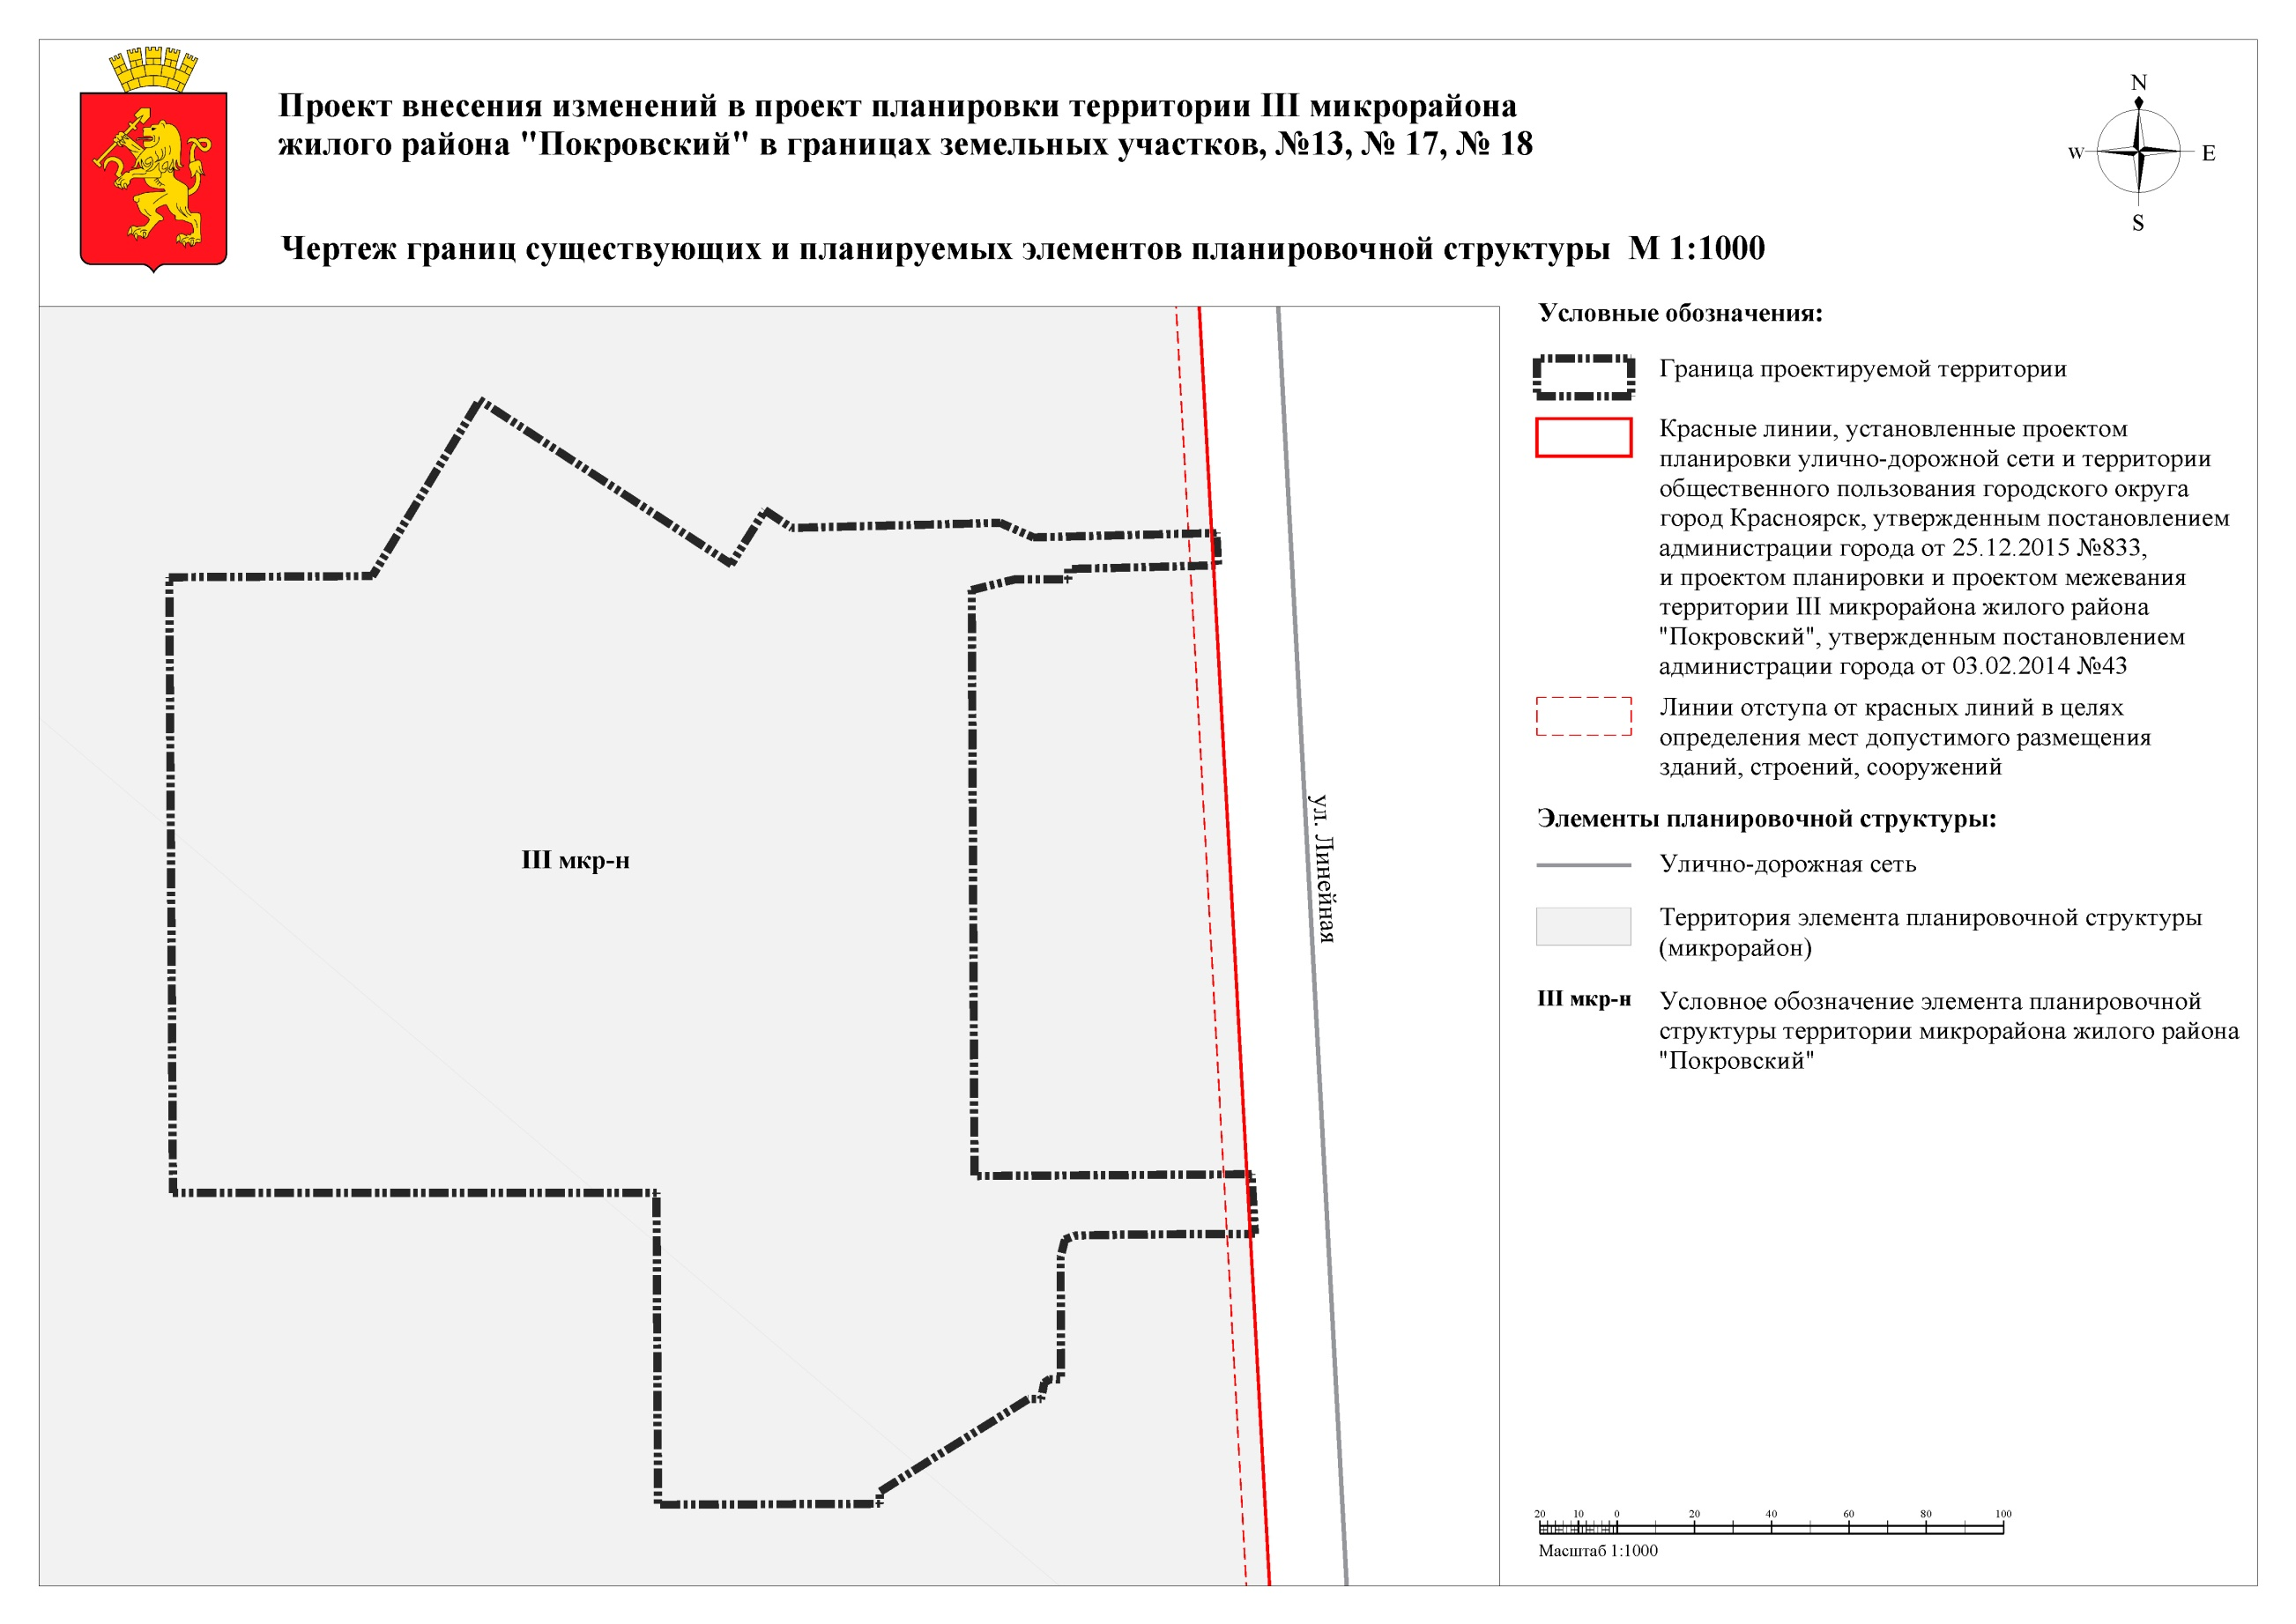 Проект внесения изменений в проект планировки территории III микрорайона
жилого района "Покровский" в границах земельных участков, №13, № 17, № 18
Чертеж границ существующих и планируемых элементов планировочной структуры М 1:1000
N
W
E
S
III мкр-н
ул. Линейная
Условные обозначения:
Граница проектируемой территории
Красные линии, установленные проектом
планировки улично-дорожной сети и территории
общественного пользования городского округа
город Красноярск, утвержденным постановлением
администрации города от 25.12.2015 №833,
и проектом планировки и проектом межевания
территории III микрорайона жилого района
"Покровский", утвержденным постановлением
администрации города от 03.02.2014 №43
Линии отступа от красных линий в целях
определения мест допустимого размещения
зданий, строений, сооружений
Элементы планировочной структуры:
Улично-дорожная сеть
Территория элемента планировочной структуры
(микрорайон)
III мкр-н Условное обозначение элемента планировочной
структуры территории микрорайона жилого района
"Покровский"
20 10 0 20 40 60 80 100
Масштаб 1:1000